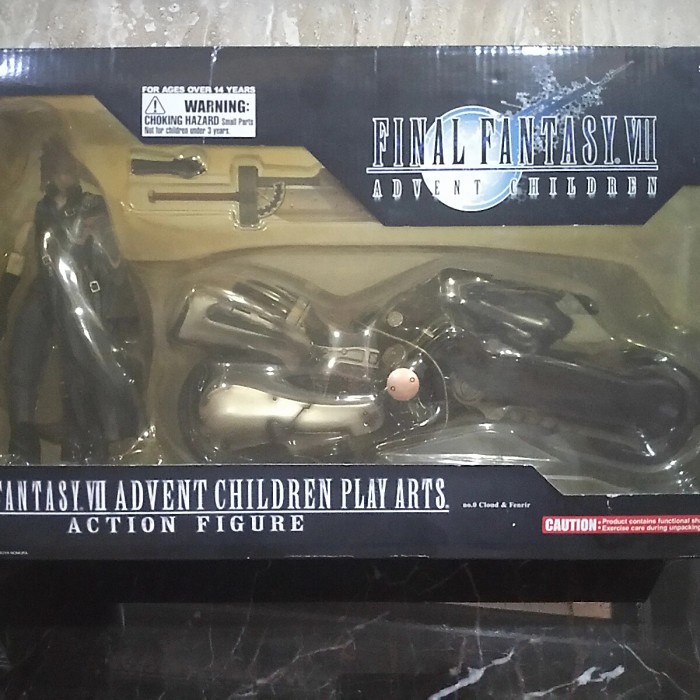 FOR AGES OVER 14 YEARS
WARNING:
CHOKING HAZARD Small Parts
Not for children under 3 years.
FINAL FANTASY VII
ADVENT CHILDREN
FANTASY VII ADVENT CHILDREN PLAY ARTS
ACTION FIGURE
no.6 Cloud & Fenrir
CAUTION
• Product contains functional
• Exercise care during unpacking